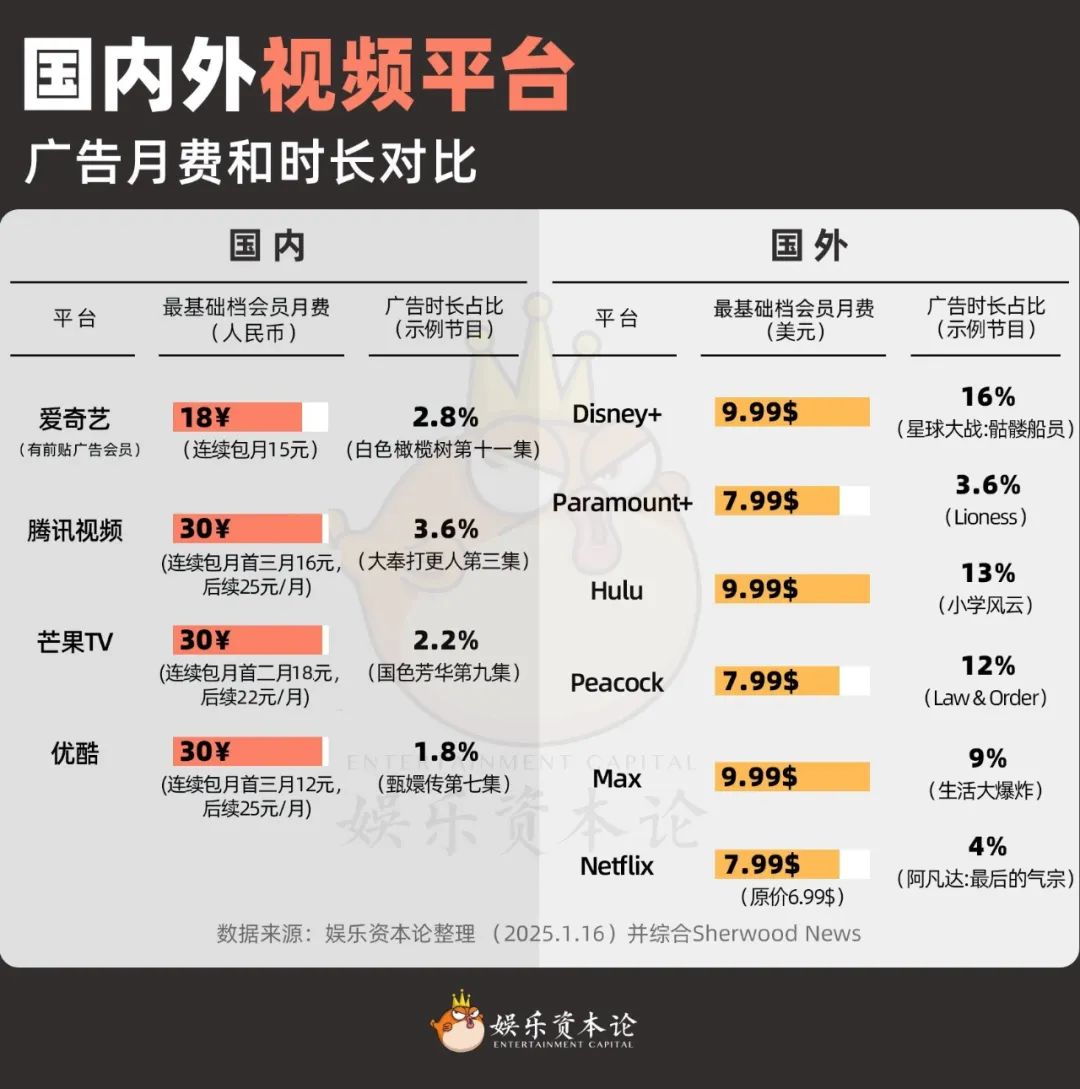 国内外视频平台
广告月费和时长对比
国内
平台
最基础档会员月费
（人民币）
广告时长占比
（示例节目）
爱奇艺
（有前贴广告会员）
18¥
（连续包月15元）
2.8%
（白色橄榄树第十一集）
腾讯视频
30¥
（连续包月首三月16元，
后续25元/月)
3.6%
（大奉打更人第三集）
芒果TV
30¥
（连续包月首二月18元，
后续22元/月)
2.2%
（国色芳华第九集）
优酷
30¥
（连续包月首三月12元，
后续25元/月)
1.8%
（甄嬛传第七集）
国外
平台
最基础档会员月费
（美元）
广告时长占比
（示例节目）
Disney+
9.99$
16%
（星球大战:骷髅船员）
Paramount+
7.99$
3.6%
（Lioness）
Hulu
9.99$
13%
（小学风云）
Peacock
7.99$
12%
（Law & Order）
Max
9.99$
9%
（生活大爆炸）
Netflix
7.99$
（原价6.99$）
4%
（阿凡达:最后的气宗）
ENTERTAINMENT CAPITAL
娱乐资本论
数据来源：娱乐资本论整理 （2025.1.16）并综合Sherwood News
娱乐资本论
ENTERTAINMENT CAPITAL